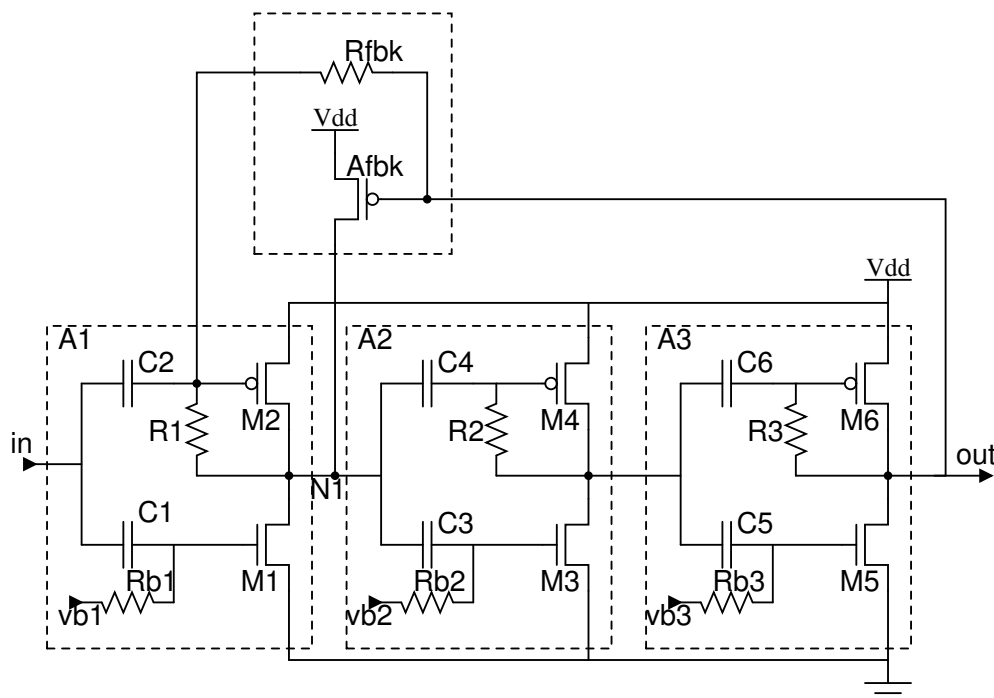 Rfbk
Vdd
Afbk
Vdd
A1
A2
A3
C2
C4
C6
R1
M2
R2
M4
R3
M6
in
out
N1
C1
C3
C5
Rb1
M1
Rb2
M3
Rb3
M5
vb1
vb2
vb3